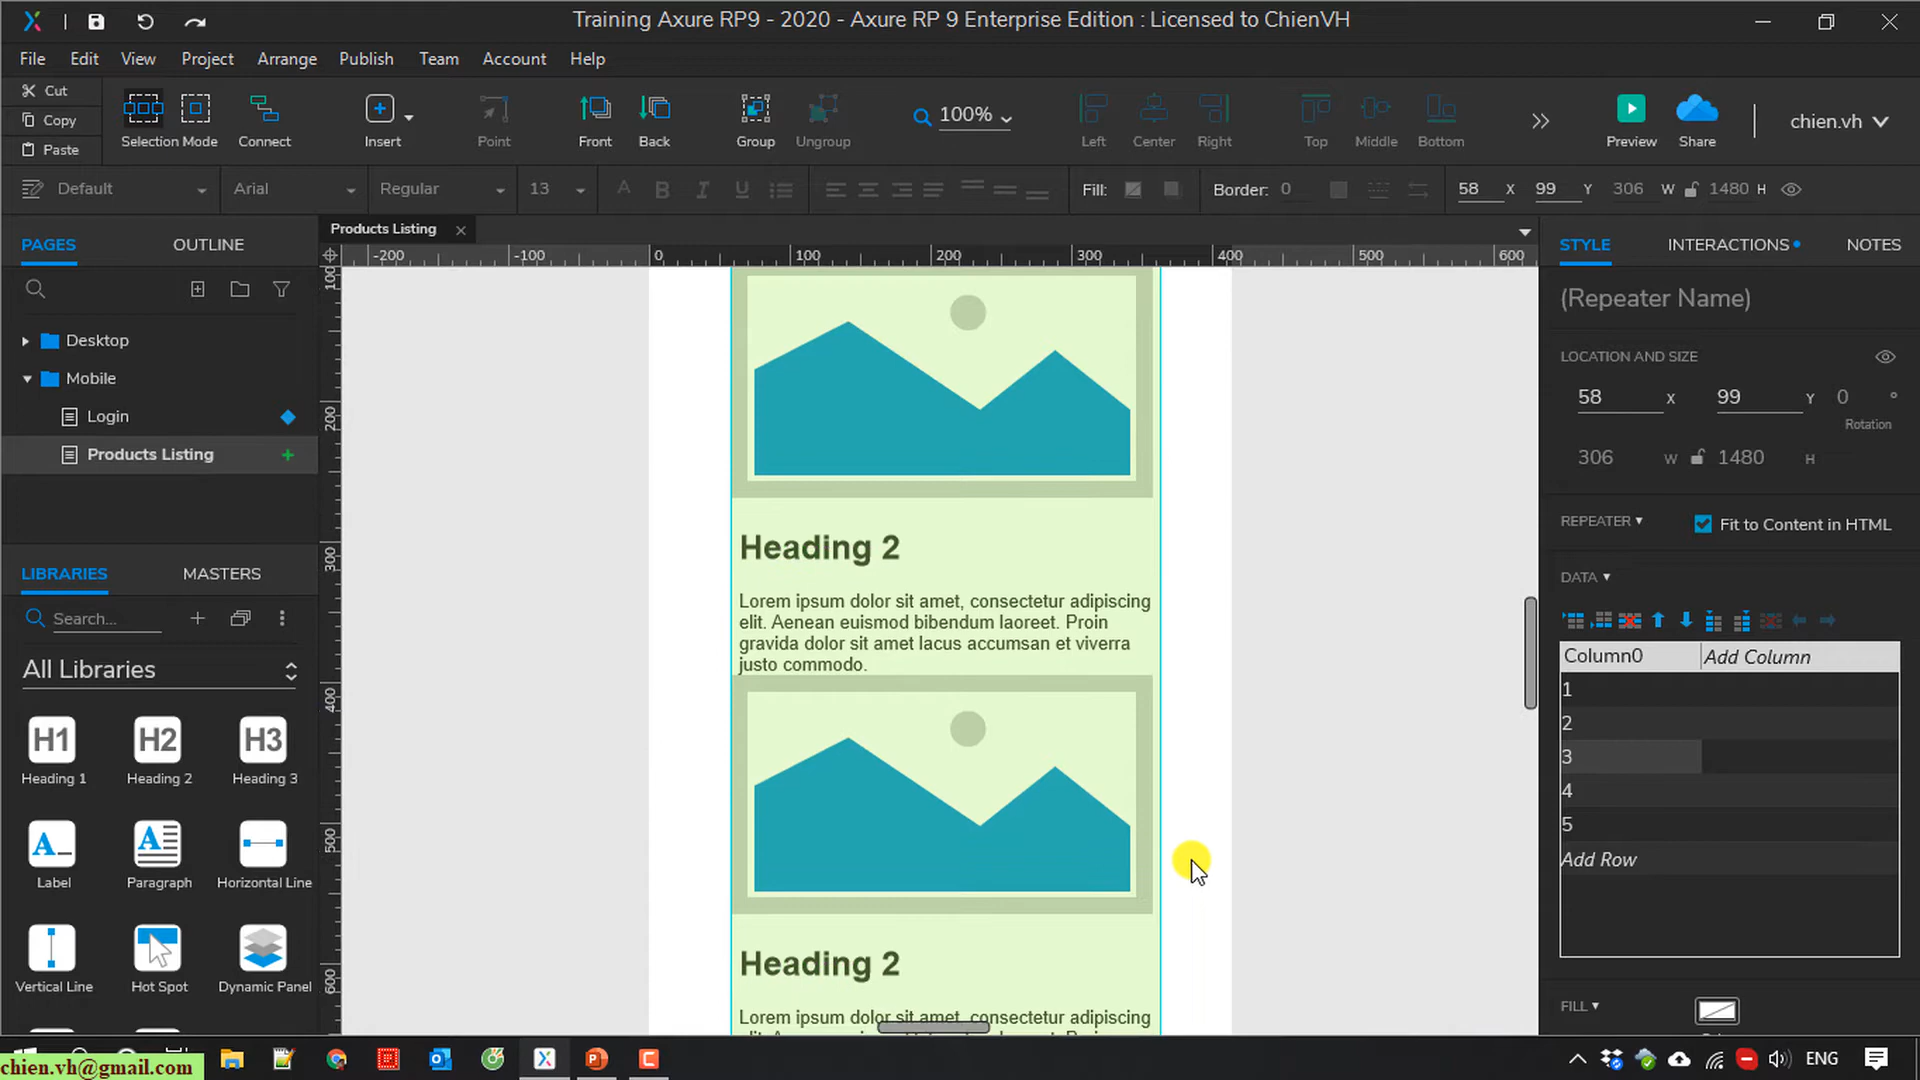 Training Axure RP9 - 2020 - Axure RP 9 Enterprise Edition : Licensed to ChienVH
File Edit View Project Arrange Publish Team Account Help
Cut
Copy
Paste
Selection Mode Connect Insert Point Front Back Group Ungroup 100% Left Center Right Top Middle Bottom Preview Share chien.vh
Default Arial Regular 13 Fill: Border: 0 58 X 99 Y 306 W 1480 H
PAGES OUTLINE
Desktop
Mobile
Login
Products Listing
LIBRARIES MASTERS
Search...
All Libraries
H1 H2 H3
Heading 1 Heading 2 Heading 3
Label Paragraph Horizontal Line
Vertical Line Hot Spot Dynamic Panel
Products Listing
-200 -100 0 100 200 300 400 500 600
100
200
300
400
500
600
Heading 2
Lorem ipsum dolor sit amet, consectetur adipiscing
elit. Aenean euismod bibendum laoreet. Proin
gravida dolor sit amet lacus accumsan et viverra
justo commodo.
Heading 2
Lorem ipsum dolor sit amet, consectetur adipiscing
STYLE INTERACTIONS NOTES
(Repeater Name)
LOCATION AND SIZE
58 X 99 Y 0 °
Rotation
306 W 1480 H
REPEATER Fit to Content in HTML
DATA
Column0 Add Column
1
2
3
4
5
Add Row
FILL
chien.vh@gmail.com
ENG